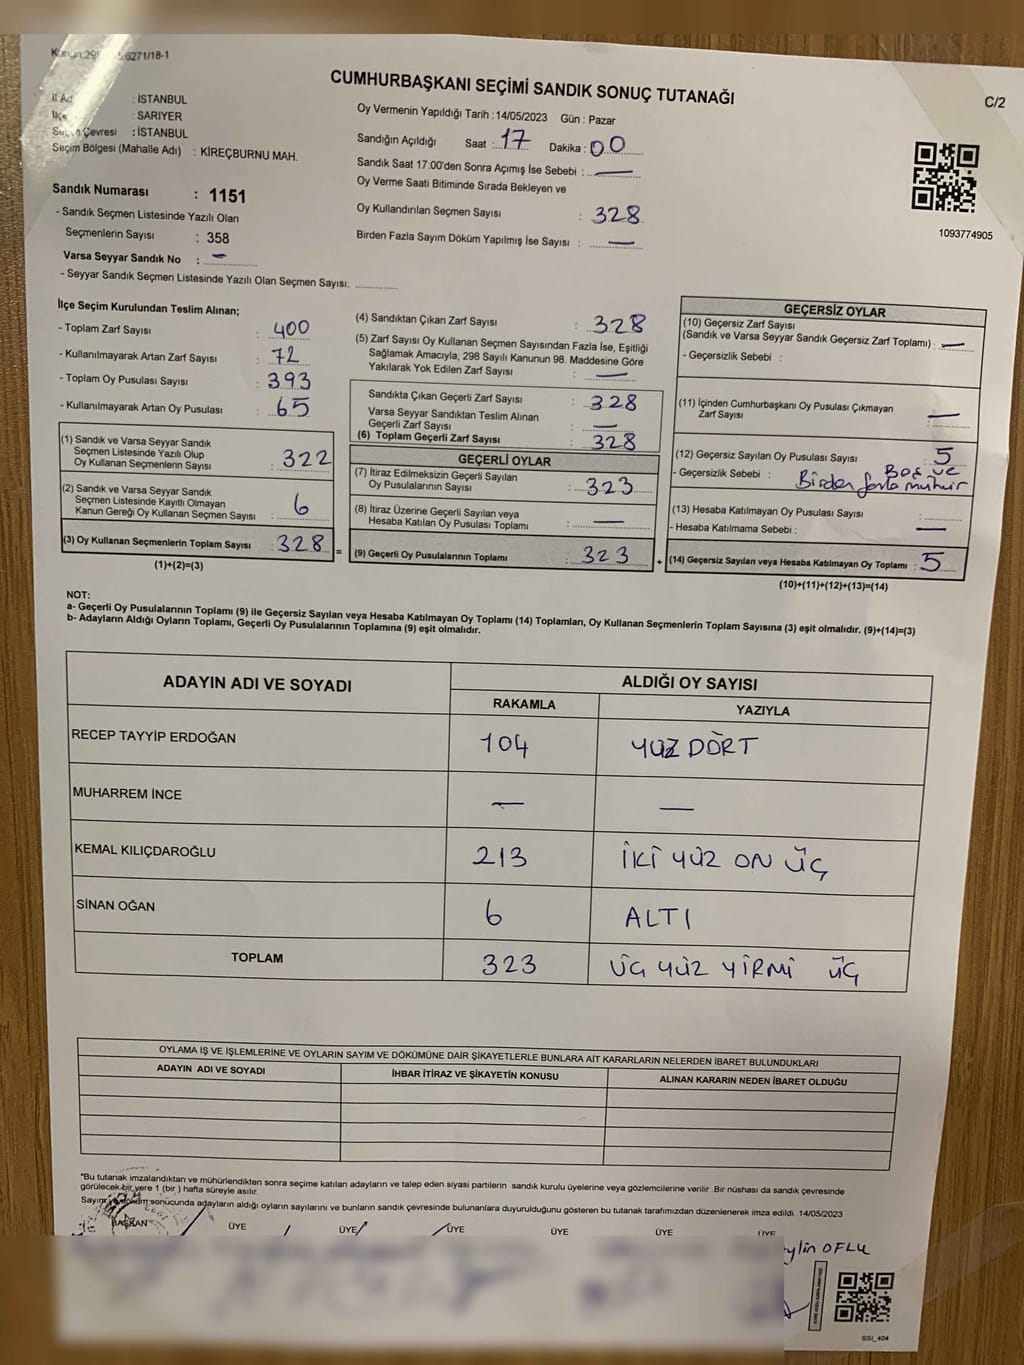 6271/18-1
CUMHURBAŞKANI SEÇİMİ SANDIK SONUÇ TUTANAĞI
C/2
: İSTANBUL
: SARIYER
Çevresi : İSTANBUL
Seçim Bölgesi (Mahalle Adı) : KİREÇBURNU MAH.
Oy Vermenin Yapıldığı Tarih : 14/05/2023 Gün : Pazar
Sandığın Açıldığı Saat : 17 Dakika : 00
Sandık Saat 17:00'den Sonra Açımış İse Sebebi : —
Oy Verme Saati Bitiminde Sırada Bekleyen ve
Oy Kullandırılan Seçmen Sayısı : 328
Birden Fazla Sayım Döküm Yapılmış İse Sayısı : —
1093774905
Sandık Numarası : 1151
- Sandık Seçmen Listesinde Yazılı Olan
Seçmenlerin Sayısı : 358
Varsa Seyyar Sandık No : —
- Seyyar Sandık Seçmen Listesinde Yazılı Olan Seçmen Sayısı:
İlçe Seçim Kurulundan Teslim Alınan;
- Toplam Zarf Sayısı : 400
- Kullanılmayarak Artan Zarf Sayısı : 72
- Toplam Oy Pusulası Sayısı : 393
- Kullanılmayarak Artan Oy Pusulası : 65
(1) Sandık ve Varsa Seyyar Sandık
Seçmen Listesinde Yazılı Olup
Oy Kullanan Seçmenlerin Sayısı : 322
(2) Sandık ve Varsa Seyyar Sandık
Seçmen Listesinde Kayıtlı Olmayan
Kanun Gereği Oy Kullanan Seçmen Sayısı : 6
(3) Oy Kullanan Seçmenlerin Toplam Sayısı : 328 =
(1)+(2)=(3)
(4) Sandıktan Çıkan Zarf Sayısı : 328
(5) Zarf Sayısı Oy Kullanan Seçmen Sayısından Fazla İse, Eşitliği
Sağlamak Amacıyla; 298 Sayılı Kanunun 98. Maddesine Göre
Yakılarak Yok Edilen Zarf Sayısı : —
Sandıkta Çıkan Geçerli Zarf Sayısı : 328
Varsa Seyyar Sandıktan Teslim Alınan
Geçerli Zarf Sayısı : —
(6) Toplam Geçerli Zarf Sayısı : 328
GEÇERLİ OYLAR
(7) İtiraz Edilmeksizin Geçerli Sayılan
Oy Pusulalarının Sayısı : 323
(8) İtiraz Üzerine Geçerli Sayılan veya
Hesaba Katılan Oy Pusulası Toplamı : —
(9) Geçerli Oy Pusulalarının Toplamı : 323 +
GEÇERSİZ OYLAR
(10) Geçersiz Zarf Sayısı
(Sandık ve Varsa Seyyar Sandık Geçersiz Zarf Toplamı) : —
- Geçersizlik Sebebi :
(11) İçinden Cumhurbaşkanı Oy Pusulası Çıkmayan
Zarf Sayısı : —
(12) Geçersiz Sayılan Oy Pusulası Sayısı : 5
- Geçersizlik Sebebi : Boş ve
Birden fazla mühür
(13) Hesaba Katılmayan Oy Pusulası Sayısı :
- Hesaba Katılmama Sebebi : —
(14) Geçersiz Sayılan veya Hesaba Katılmayan Oy Toplamı : 5
(10)+(11)+(12)+(13)=(14)
NOT:
a- Geçerli Oy Pusulalarının Toplamı (9) ile Geçersiz Sayılan veya Hesaba Katılmayan Oy Toplamı (14) Toplamları, Oy Kullanan Seçmenlerin Toplam Sayısına (3) eşit olmalıdır. (9)+(14)=(3)
b- Adayların Aldığı Oyların Toplamı, Geçerli Oy Pusulalarının Toplamına (9) eşit olmalıdır.
ADAYIN ADI VE SOYADI ALDIĞI OY SAYISI
RAKAMLA YAZIYLA
RECEP TAYYİP ERDOĞAN 104 YÜZ DÖRT
MUHARREM İNCE — —
KEMAL KILIÇDAROĞLU 213 İKİ YÜZ ON ÜÇ
SİNAN OĞAN 6 ALTI
TOPLAM 323 ÜÇ YÜZ YİRMİ ÜÇ
OYLAMA İŞ VE İŞLEMLERİNE VE OYLARIN SAYIM VE DÖKÜMÜNE DAİR ŞİKAYETLERLE BUNLARA AİT KARARLARIN NELERDEN İBARET BULUNDUKLARI
ADAYIN ADI VE SOYADI İHBAR İTİRAZ VE ŞİKAYETİN KONUSU ALINAN KARARIN NEDEN İBARET OLDUĞU
*Bu tutanak imzalandıktan ve mühürlendikten sonra seçime katılan adayların ve talep eden siyasi partilerin sandık kurulu üyelerine veya gözlemcilerine verilir .Bir nüshası da sandık çevresinde
görülecek bir yere 1 (bir ) hafta süreyle asılır.
Sayım sonucunda adayların aldığı oyların sayılarını ve bunların sandık çevresinde bulunanlara duyurulduğunu gösteren bu tutanak tarafımızdan düzenlenerek imza edildi. 14/05/2023
BAŞKAN ÜYE ÜYE ÜYE ÜYE ÜYE ÜYE
OFLU
SSI_404